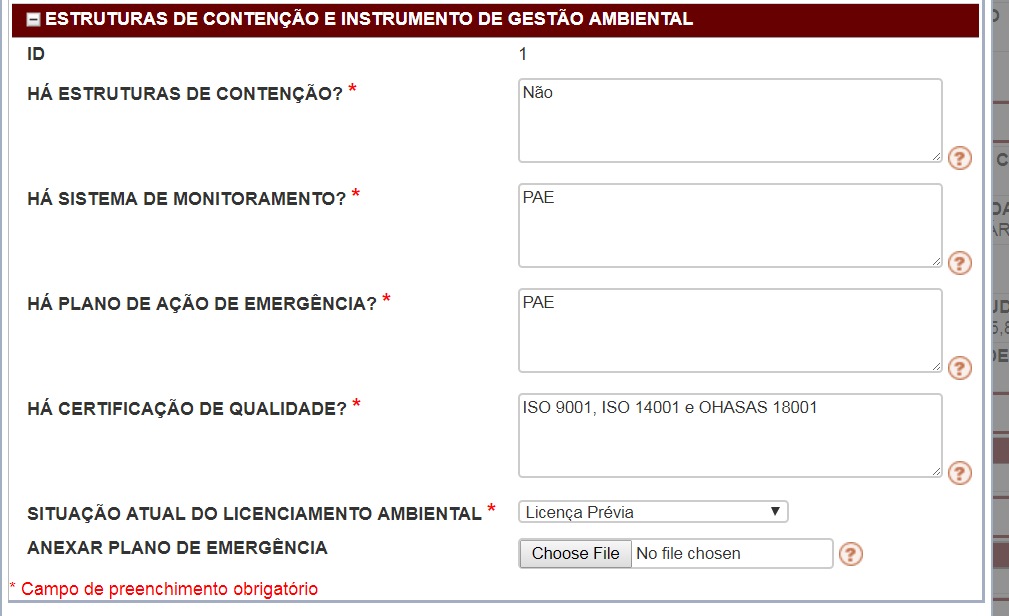 ESTRUTURAS DE CONTENÇÃO E INSTRUMENTO DE GESTÃO AMBIENTAL
ID 1
HÁ ESTRUTURAS DE CONTENÇÃO? * Não
?
HÁ SISTEMA DE MONITORAMENTO? * PAE
?
HÁ PLANO DE AÇÃO DE EMERGÊNCIA? * PAE
?
HÁ CERTIFICAÇÃO DE QUALIDADE? * ISO 9001, ISO 14001 e OHASAS 18001
?
SITUAÇÃO ATUAL DO LICENCIAMENTO AMBIENTAL * Licença Prévia
ANEXAR PLANO DE EMERGÊNCIA Choose File No file chosen ?
* Campo de preenchimento obrigatório